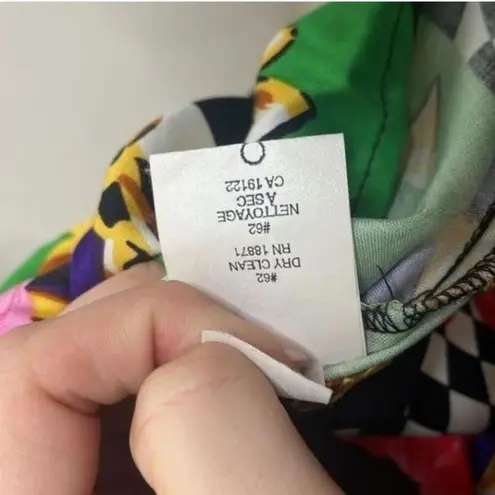 #62
DRY CLEAN
RN 18871
#62
NETTOYAGE
A SEC
CA 19122